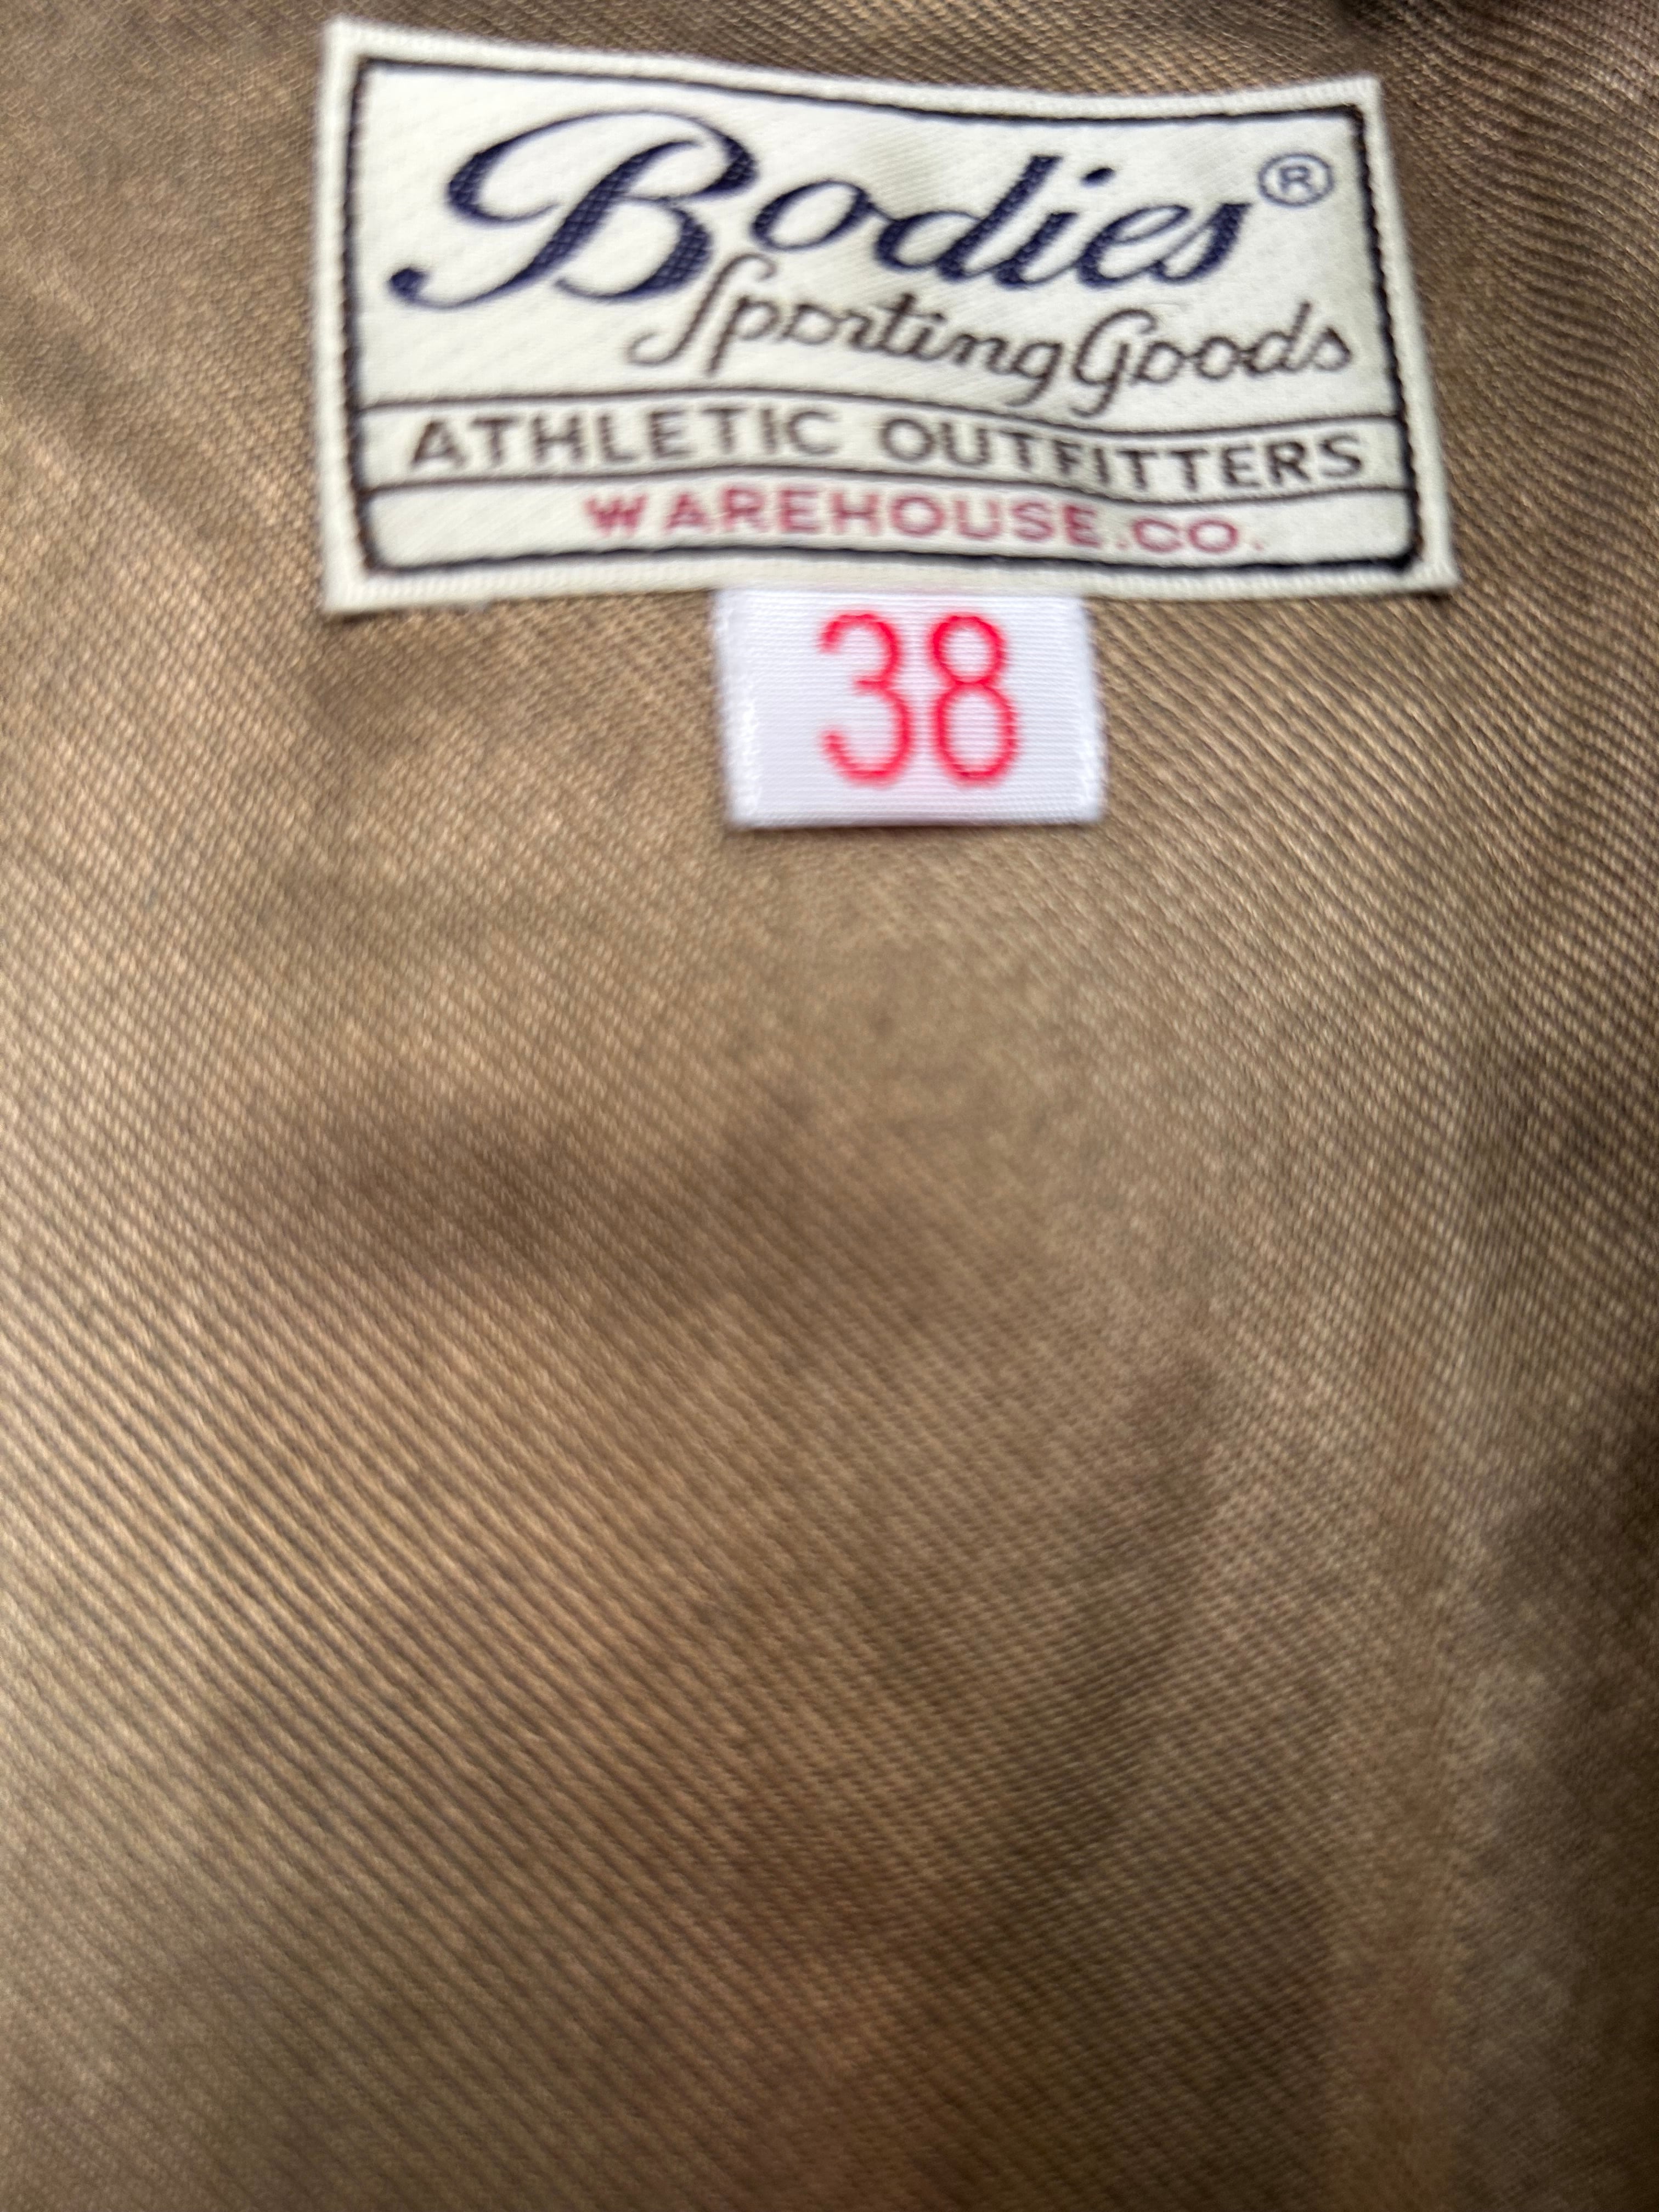 Bodies®
Sporting Goods
ATHLETIC OUTFITTERS
WAREHOUSE.CO.
38